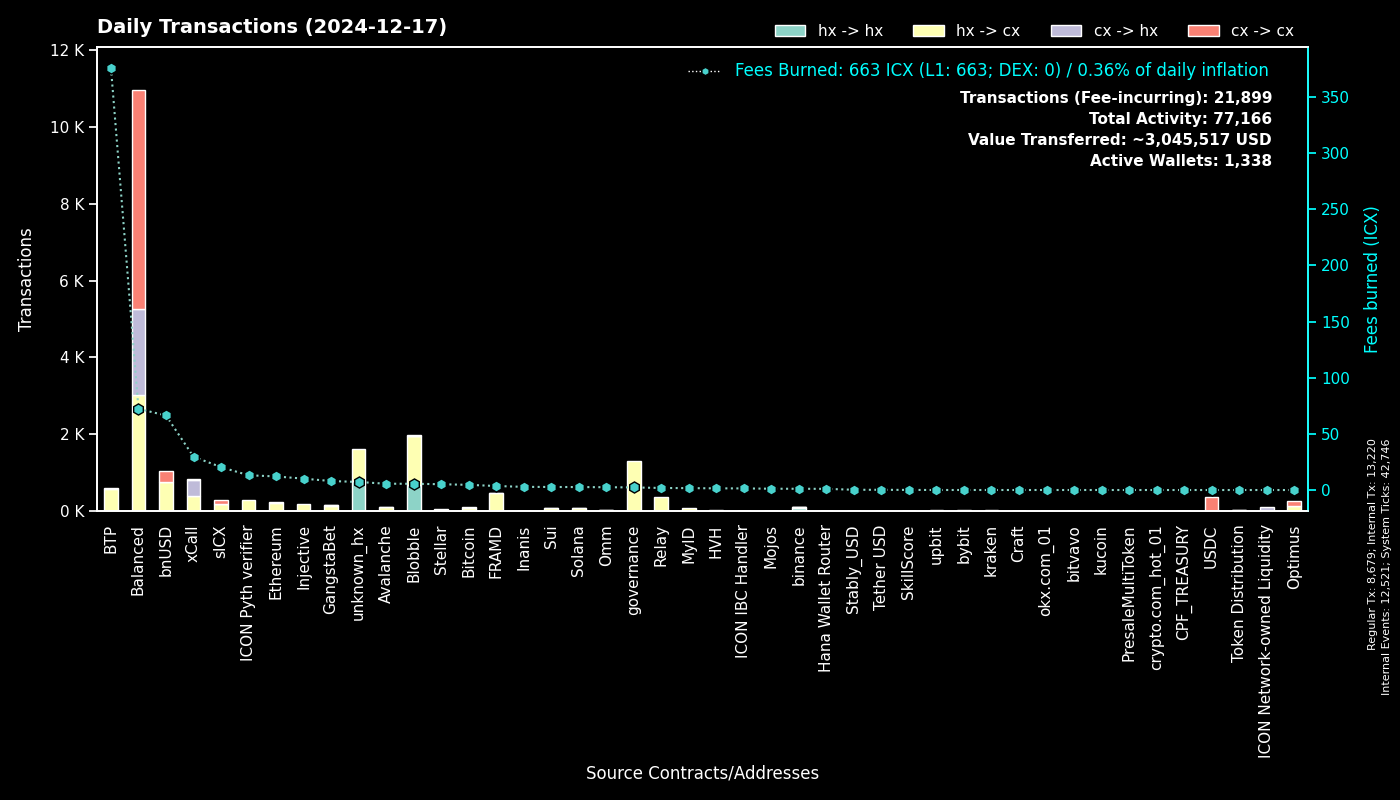 Daily Transactions (2024-12-17)
hx -> hx
hx -> cx
cx -> hx
cx -> cx
Fees Burned: 663 ICX (L1: 663; DEX: 0) / 0.36% of daily inflation
Transactions (Fee-incurring): 21,899
Total Activity: 77,166
Value Transferred: ~3,045,517 USD
Active Wallets: 1,338
Transactions
12 K
10 K
8 K
6 K
4 K
2 K
0 K
350
300
250
200
150
100
50
0
Fees burned (ICX)
BTP
Balanced
bnUSD
xCall
sICX
ICON Pyth verifier
Ethereum
Injective
GangstaBet
unknown_hx
Avalanche
Blobble
Stellar
Bitcoin
FRAMD
Inanis
Sui
Solana
Omm
governance
Relay
MyID
HVH
ICON IBC Handler
Mojos
binance
Hana Wallet Router
Stably_USD
Tether USD
SkillScore
upbit
bybit
kraken
Craft
okx.com_01
bitvavo
kucoin
PresaleMultiToken
crypto.com_hot_01
CPF_TREASURY
USDC
Token Distribution
ICON Network-owned Liquidity
Optimus
Source Contracts/Addresses
Regular Tx: 8,679; Internal Tx: 13,220
Internal Events: 12,521; System Ticks: 42,746